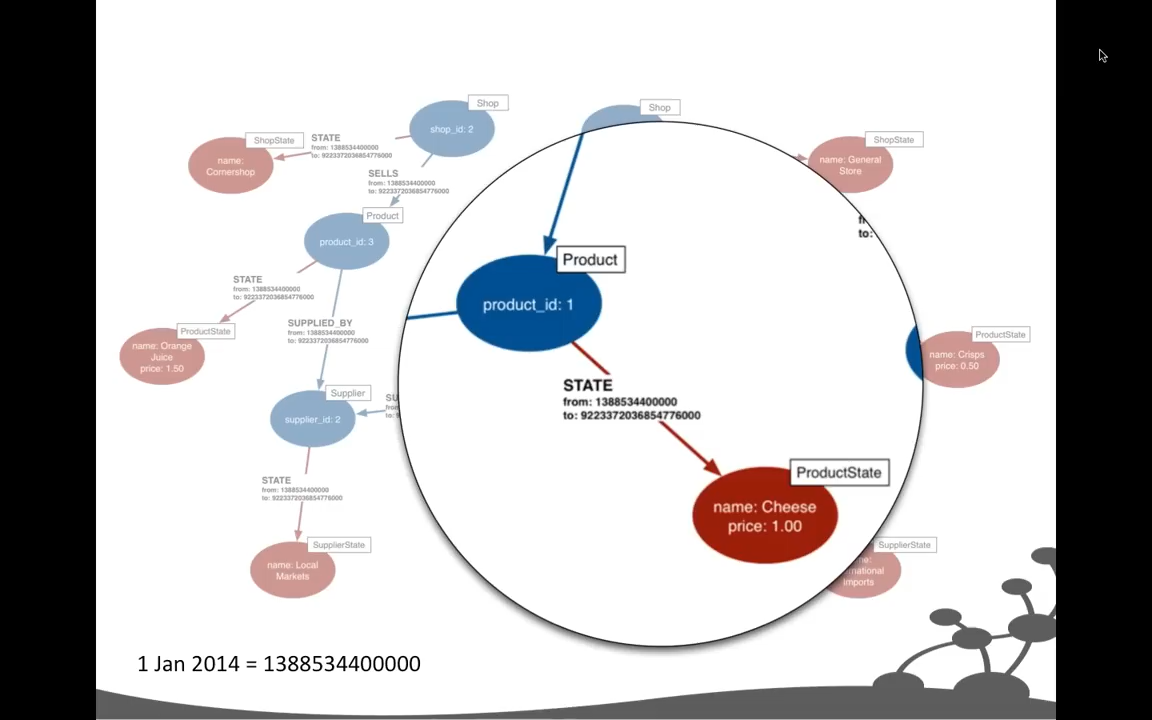 Shop
shop_id: 2
ShopState
name:
Cornershop
STATE
from: 1388534400000
to: 9223372036854776000
SELLS
from: 1388534400000
to: 9223372036854776000
Product
product_id: 3
STATE
from: 1388534400000
to: 9223372036854776000
ProductState
name: Orange
Juice
price: 1.50
SUPPLIED_BY
from: 1388534400000
to: 9223372036854776000
Supplier
supplier_id: 2
STATE
from: 1388534400000
to: 9223372036854776000
SupplierState
name: Local
Markets
Shop
Product
product_id: 1
STATE
from: 1388534400000
to: 9223372036854776000
ProductState
name: Cheese
price: 1.00
ShopState
name: General
Store
to:
ProductState
name: Crisps
price: 0.50
SupplierState
Imports
1 Jan 2014 = 1388534400000